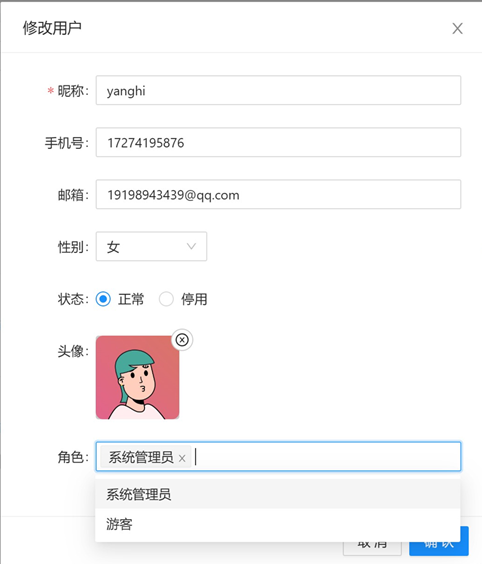 修改用户
* 昵称: yanghi
手机号: 17274195876
邮箱: 19198943439@qq.com
性别: 女
状态: 正常 停用
头像:
角色: 系统管理员
系统管理员
游客
取 消 确 认